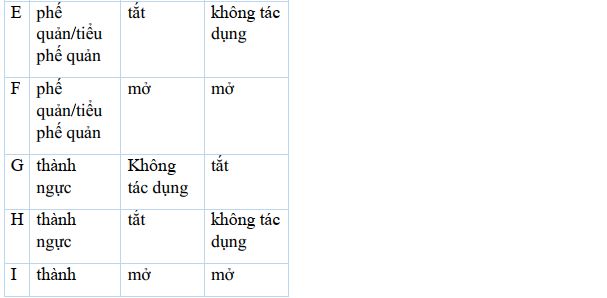 E phế tắt không tác
quản/tiểu dụng
phế quản
F phế mở mở
quản/tiểu
phế quản
G thành Không tắt
ngực tác dụng
H thành tắt không tác
ngực dụng
I thành mở mở